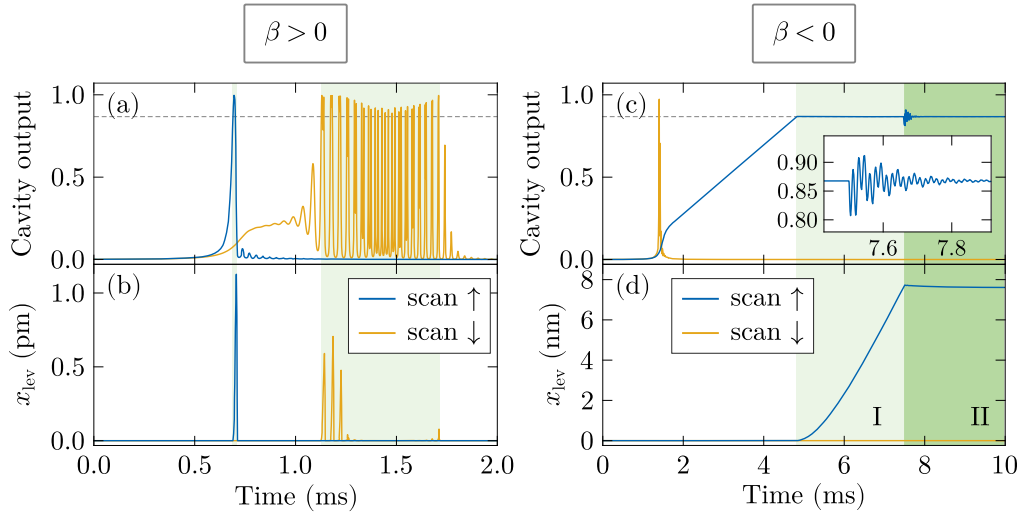 β > 0
β < 0
(a)
Cavity output
1.0
0.5
0.0
(b)
x_lev (pm)
1.0
0.5
0.0
scan ↑
scan ↓
0.0 0.5 1.0 1.5 2.0
Time (ms)
(c)
Cavity output
1.0
0.5
0.0
0.90
0.85
0.80
7.6 7.8
(d)
x_lev (nm)
8
6
4
2
0
scan ↑
scan ↓
I
II
0 2 4 6 8 10
Time (ms)